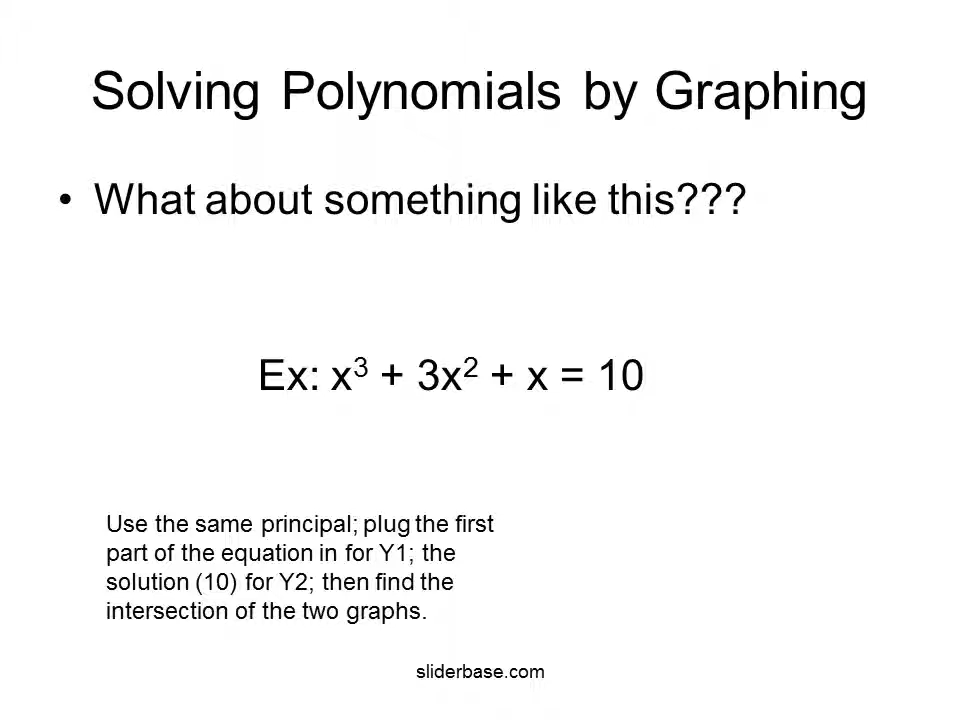 Solving Polynomials by Graphing
• What about something like this???
Ex: x³ + 3x² + x = 10
Use the same principal; plug the first
part of the equation in for Y1; the
solution (10) for Y2; then find the
intersection of the two graphs.
sliderbase.com